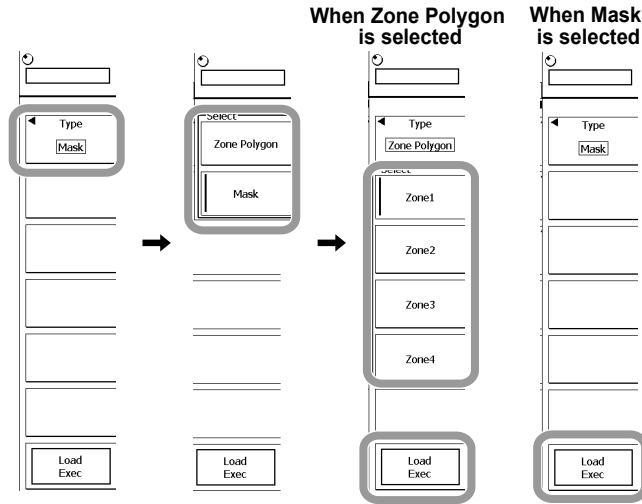 When Zone Polygon
is selected
When Mask
is selected
Type
Mask
Load
Exec
Select
Zone Polygon
Mask
Load
Exec
Type
Zone Polygon
Select
Zone1
Zone2
Zone3
Zone4
Load
Exec
Type
Mask
Load
Exec